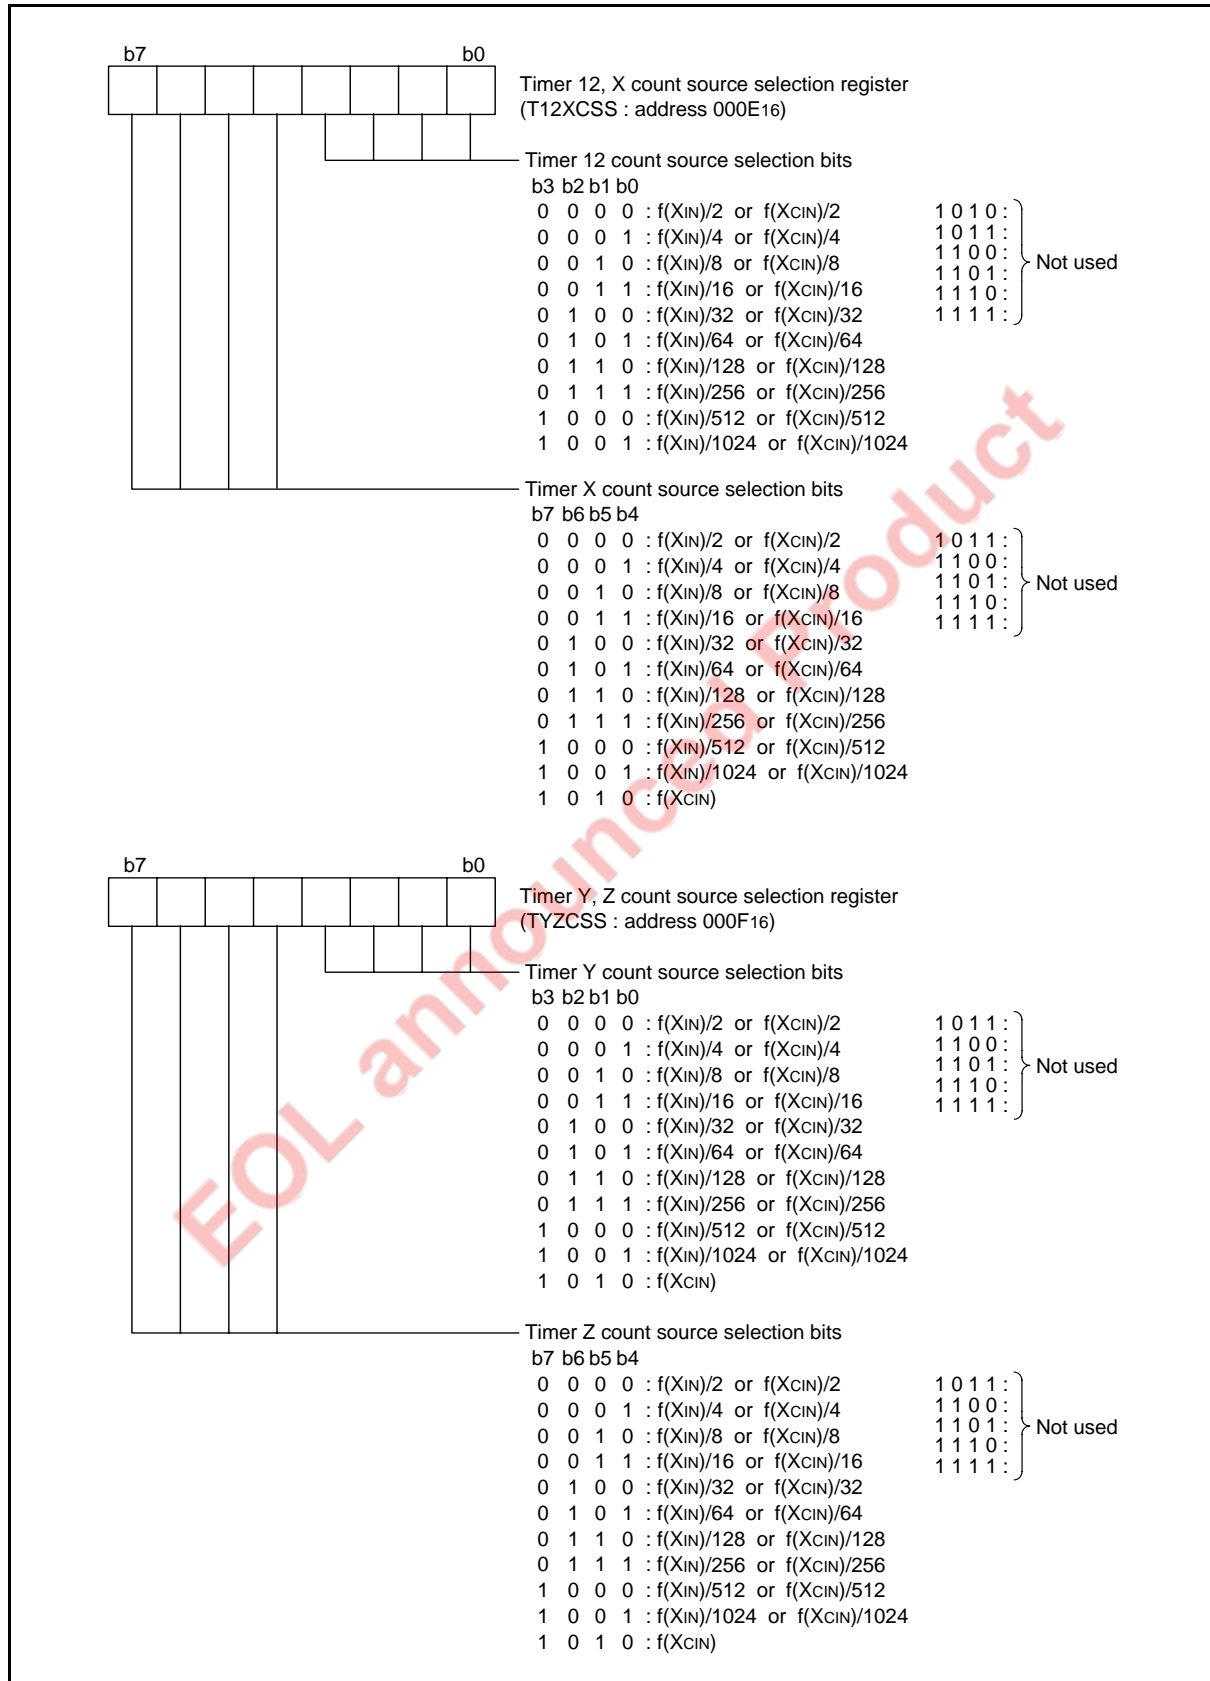 b7 b0
Timer 12, X count source selection register
(T12XCSS : address 000E16)
Timer 12 count source selection bits
b3 b2 b1 b0
0 0 0 0 : f(XIN)/2 or f(XCIN)/2 1 0 1 0 :
0 0 0 1 : f(XIN)/4 or f(XCIN)/4 1 0 1 1 :
0 0 1 0 : f(XIN)/8 or f(XCIN)/8 1 1 0 0 : Not used
0 0 1 1 : f(XIN)/16 or f(XCIN)/16 1 1 0 1 :
0 1 0 0 : f(XIN)/32 or f(XCIN)/32 1 1 1 0 :
0 1 0 1 : f(XIN)/64 or f(XCIN)/64 1 1 1 1 :
0 1 1 0 : f(XIN)/128 or f(XCIN)/128
0 1 1 1 : f(XIN)/256 or f(XCIN)/256
1 0 0 0 : f(XIN)/512 or f(XCIN)/512
1 0 0 1 : f(XIN)/1024 or f(XCIN)/1024
Timer X count source selection bits
b7 b6 b5 b4
0 0 0 0 : f(XIN)/2 or f(XCIN)/2 1 0 1 1 :
0 0 0 1 : f(XIN)/4 or f(XCIN)/4 1 1 0 0 :
0 0 1 0 : f(XIN)/8 or f(XCIN)/8 1 1 0 1 : Not used
0 0 1 1 : f(XIN)/16 or f(XCIN)/16 1 1 1 0 :
0 1 0 0 : f(XIN)/32 or f(XCIN)/32 1 1 1 1 :
0 1 0 1 : f(XIN)/64 or f(XCIN)/64
0 1 1 0 : f(XIN)/128 or f(XCIN)/128
0 1 1 1 : f(XIN)/256 or f(XCIN)/256
1 0 0 0 : f(XIN)/512 or f(XCIN)/512
1 0 0 1 : f(XIN)/1024 or f(XCIN)/1024
1 0 1 0 : f(XCIN)
b7 b0
Timer Y, Z count source selection register
(TYZCSS : address 000F16)
Timer Y count source selection bits
b3 b2 b1 b0
0 0 0 0 : f(XIN)/2 or f(XCIN)/2 1 0 1 1 :
0 0 0 1 : f(XIN)/4 or f(XCIN)/4 1 1 0 0 :
0 0 1 0 : f(XIN)/8 or f(XCIN)/8 1 1 0 1 : Not used
0 0 1 1 : f(XIN)/16 or f(XCIN)/16 1 1 1 0 :
0 1 0 0 : f(XIN)/32 or f(XCIN)/32 1 1 1 1 :
0 1 0 1 : f(XIN)/64 or f(XCIN)/64
0 1 1 0 : f(XIN)/128 or f(XCIN)/128
0 1 1 1 : f(XIN)/256 or f(XCIN)/256
1 0 0 0 : f(XIN)/512 or f(XCIN)/512
1 0 0 1 : f(XIN)/1024 or f(XCIN)/1024
1 0 1 0 : f(XCIN)
Timer Z count source selection bits
b7 b6 b5 b4
0 0 0 0 : f(XIN)/2 or f(XCIN)/2 1 0 1 1 :
0 0 0 1 : f(XIN)/4 or f(XCIN)/4 1 1 0 0 :
0 0 1 0 : f(XIN)/8 or f(XCIN)/8 1 1 0 1 : Not used
0 0 1 1 : f(XIN)/16 or f(XCIN)/16 1 1 1 0 :
0 1 0 0 : f(XIN)/32 or f(XCIN)/32 1 1 1 1 :
0 1 0 1 : f(XIN)/64 or f(XCIN)/64
0 1 1 0 : f(XIN)/128 or f(XCIN)/128
0 1 1 1 : f(XIN)/256 or f(XCIN)/256
1 0 0 0 : f(XIN)/512 or f(XCIN)/512
1 0 0 1 : f(XIN)/1024 or f(XCIN)/1024
1 0 1 0 : f(XCIN)
EOL announced Product